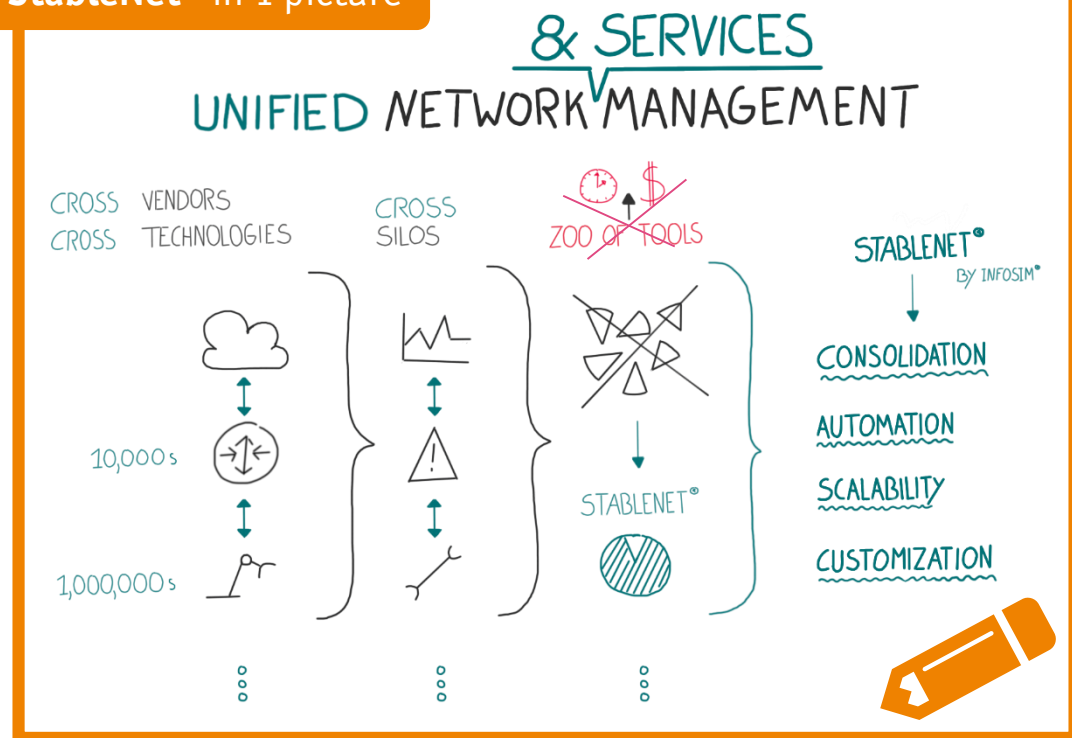 StableNet® in 1 picture
& SERVICES
UNIFIED NETWORK MANAGEMENT
CROSS VENDORS
CROSS TECHNOLOGIES
10,000s
1,000,000s
CROSS
SILOS
$
ZOO OF TOOLS
!
STABLENET®
STABLENET®
BY INFOSIM®
CONSOLIDATION
AUTOMATION
SCALABILITY
CUSTOMIZATION